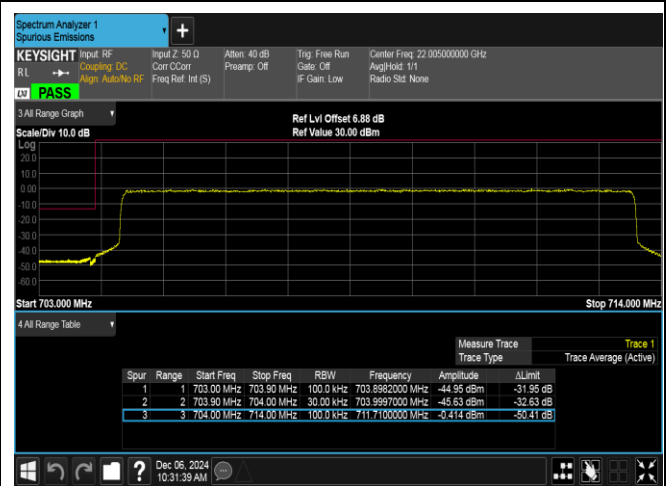 Spectrum Analyzer 1
Spurious Emissions
KEYSIGHT Input: RF Input Z: 50 Ω Atten: 40 dB Trig: Free Run Center Freq: 22.005000000 GHz
RL Coupling: DC Corr CCorr Preamp: Off Gate: Off Avg|Hold: 1/1
Align: Auto/No RF Freq Ref: Int (S) IF Gain: Low Radio Std: None
LXI PASS
3 All Range Graph
Ref Lvl Offset 6.88 dB
Scale/Div 10.0 dB Ref Value 30.00 dBm
Log
20.0
10.0
0.00
-10.0
-20.0
-30.0
-40.0
-50.0
-60.0
Start 703.000 MHz Stop 714.000 MHz
4 All Range Table
Measure Trace Trace 1
Trace Type Trace Average (Active)
Spur Range Start Freq Stop Freq RBW Frequency Amplitude ΔLimit
1 1 703.00 MHz 703.90 MHz 100.0 kHz 703.8982000 MHz -44.95 dBm -31.95 dB
2 2 703.90 MHz 704.00 MHz 30.00 kHz 703.9997000 MHz -45.63 dBm -32.63 dB
3 3 704.00 MHz 714.00 MHz 100.0 kHz 711.7100000 MHz -0.414 dBm -50.41 dB
Dec 06, 2024
10:31:39 AM